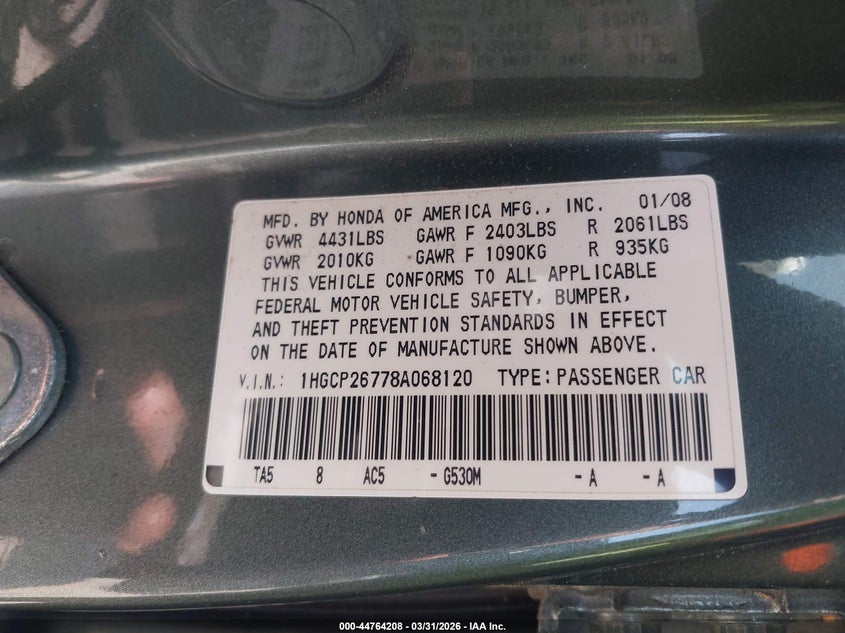 MFD. BY HONDA OF AMERICA MFG., INC. 01/08
GVWR 4431LBS GAWR F 2403LBS R 2061LBS
GVWR 2010KG GAWR F 1090KG R 935KG
THIS VEHICLE CONFORMS TO ALL APPLICABLE
FEDERAL MOTOR VEHICLE SAFETY, BUMPER,
AND THEFT PREVENTION STANDARDS IN EFFECT
ON THE DATE OF MANUFACTURE SHOWN ABOVE.
V.I.N.: 1HGCP26778A068120 TYPE: PASSENGER CAR
TA5 8 AC5 - G530M - A - A
000-44764208 - 03/31/2026 - IAA Inc.